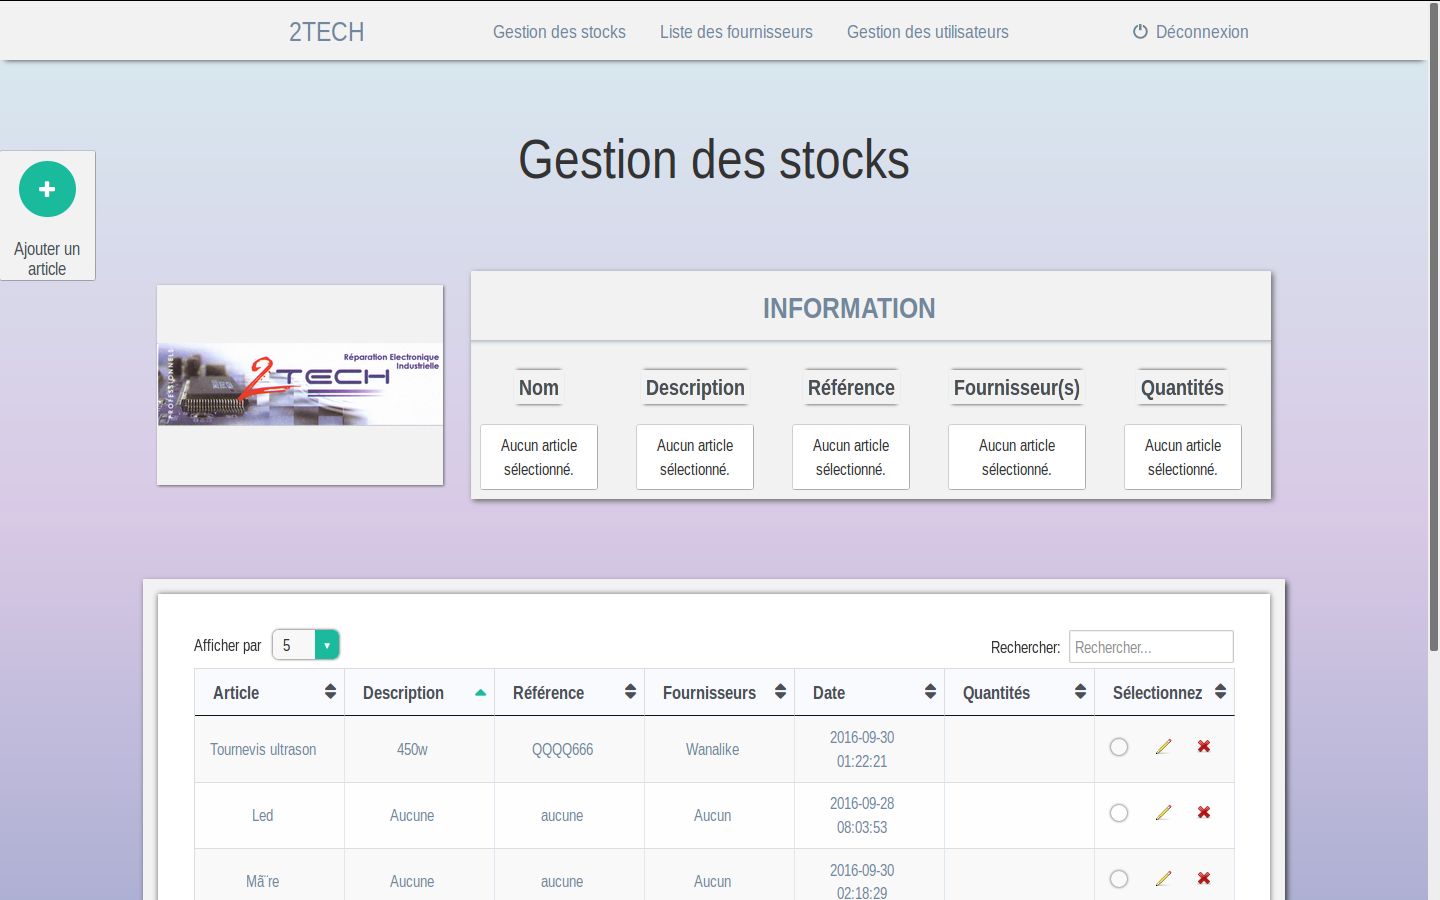 2TECH
Gestion des stocks
Liste des fournisseurs
Gestion des utilisateurs
Déconnexion
Gestion des stocks
Ajouter un
article
PROFESSIONNEL
Réparation Electronique
Industrielle
2TECH
INFORMATION
Nom
Description
Référence
Fournisseur(s)
Quantités
Aucun article
sélectionné.
Aucun article
sélectionné.
Aucun article
sélectionné.
Aucun article
sélectionné.
Aucun article
sélectionné.
Afficher par
5
Rechercher:
Rechercher...
Article
Description
Référence
Fournisseurs
Date
Quantités
Sélectionnez
Tournevis ultrason
450w
QQQQ666
Wanalike
2016-09-30
01:22:21
Led
Aucune
aucune
Aucun
2016-09-28
08:03:53
Mã¨re
Aucune
aucune
Aucun
2016-09-30
02:18:29